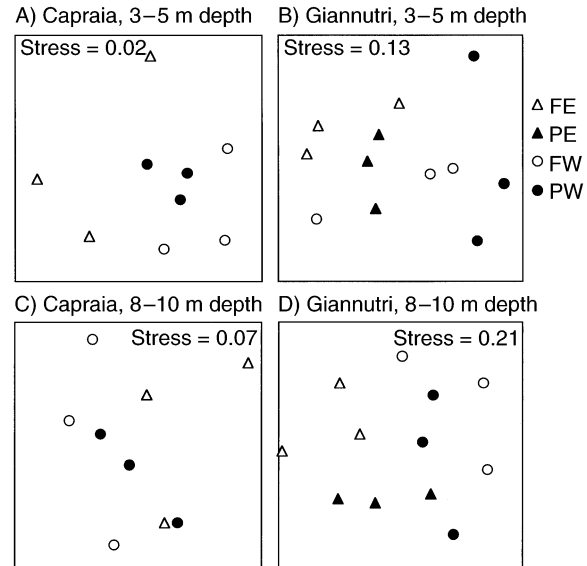 A) Capraia, 3–5 m depth
Stress = 0.02
B) Giannutri, 3–5 m depth
Stress = 0.13
FE
PE
FW
PW
C) Capraia, 8–10 m depth
Stress = 0.07
D) Giannutri, 8–10 m depth
Stress = 0.21